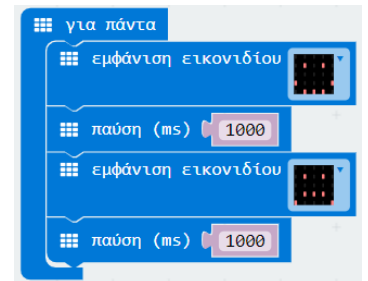 για πάντα
εμφάνιση εικονιδίου
παύση (ms) 1000
εμφάνιση εικονιδίου
παύση (ms) 1000